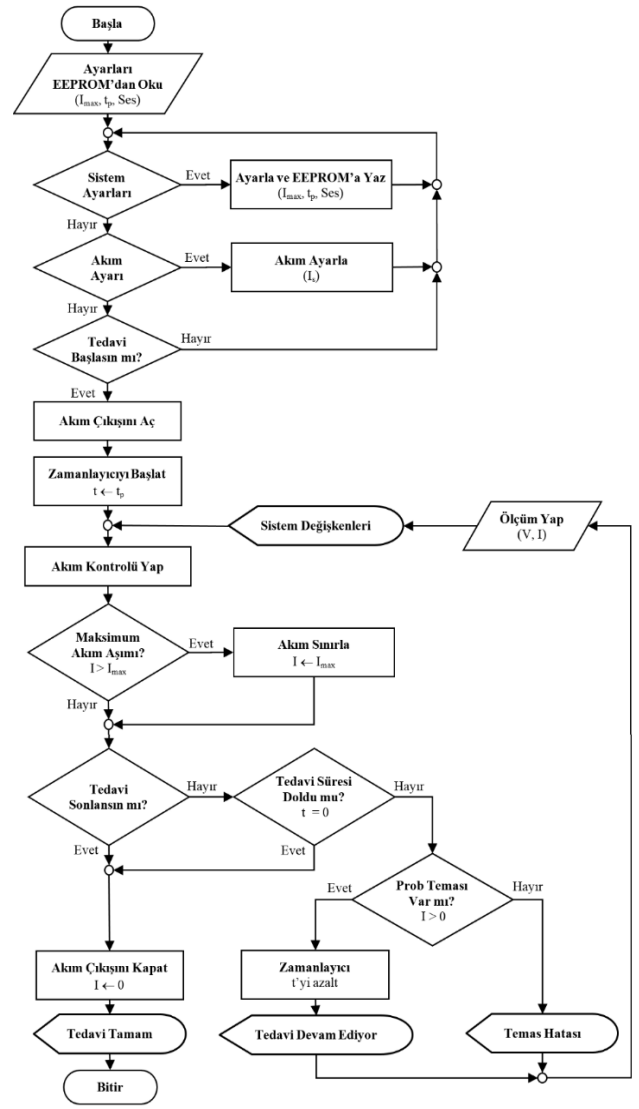 Başla
Ayarları
EEPROM'dan Oku
(Imax, tp, Ses)
Sistem
Ayarları
Evet
Ayarla ve EEPROM'a Yaz
(Imax, tp, Ses)
Hayır
Akım
Ayarı
Evet
Akım Ayarla
(Is)
Hayır
Tedavi
Başlasın mı?
Hayır
Evet
Akım Çıkışını Aç
Zamanlayıcıyı Başlat
t ← tp
Sistem Değişkenleri
Ölçüm Yap
(V, I)
Akım Kontrolü Yap
Maksimum
Akım Aşımı?
I > Imax
Evet
Akım Sınırla
I ← Imax
Hayır
Tedavi
Sonlansın mı?
Hayır
Tedavi Süresi
Doldu mu?
t = 0
Hayır
Evet
Evet
Prob Teması
Var mı?
I > 0
Evet
Hayır
Akım Çıkışını Kapat
I ← 0
Zamanlayıcı
t'yi azalt
Tedavi Tamam
Tedavi Devam Ediyor
Temas Hatası
Bitir